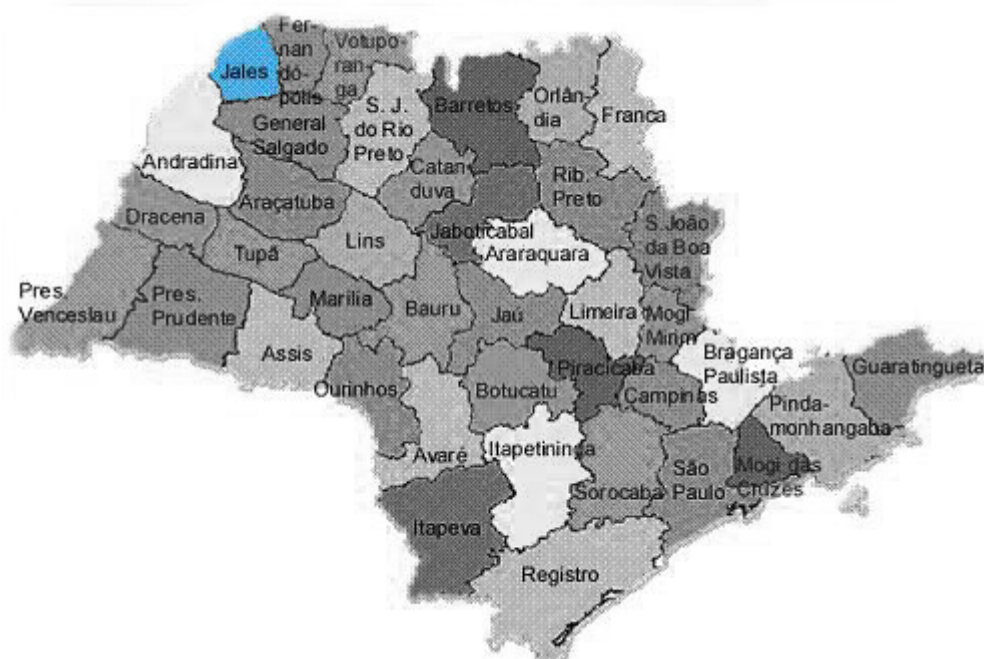 Fer-
nan
dó-
polis
Votupo-
ran-
ga
Jales
S. J.
do Rio
Preto
Barretos
Orlân-
dia
Franca
General
Salgado
Andradina
Catan
duva
Rib.
Preto
Araçatuba
Dracena
Lins
Jaboticabal
Araraquara
S.João
da Boa
Vista
Tupã
Pres.
Venceslau
Pres.
Prudente
Marília
Bauru
Jaú
Limeira
Mogi
Mirim
Assis
Bragança
Paulista
Guaratingueta
Ourinhos
Botucatu
Piracicaba
Campinas
Pinda-
monhangaba
Avaré
Itapetininga
Sorocaba
São
Paulo
Mogi das
Cruzes
Itapeva
Registro